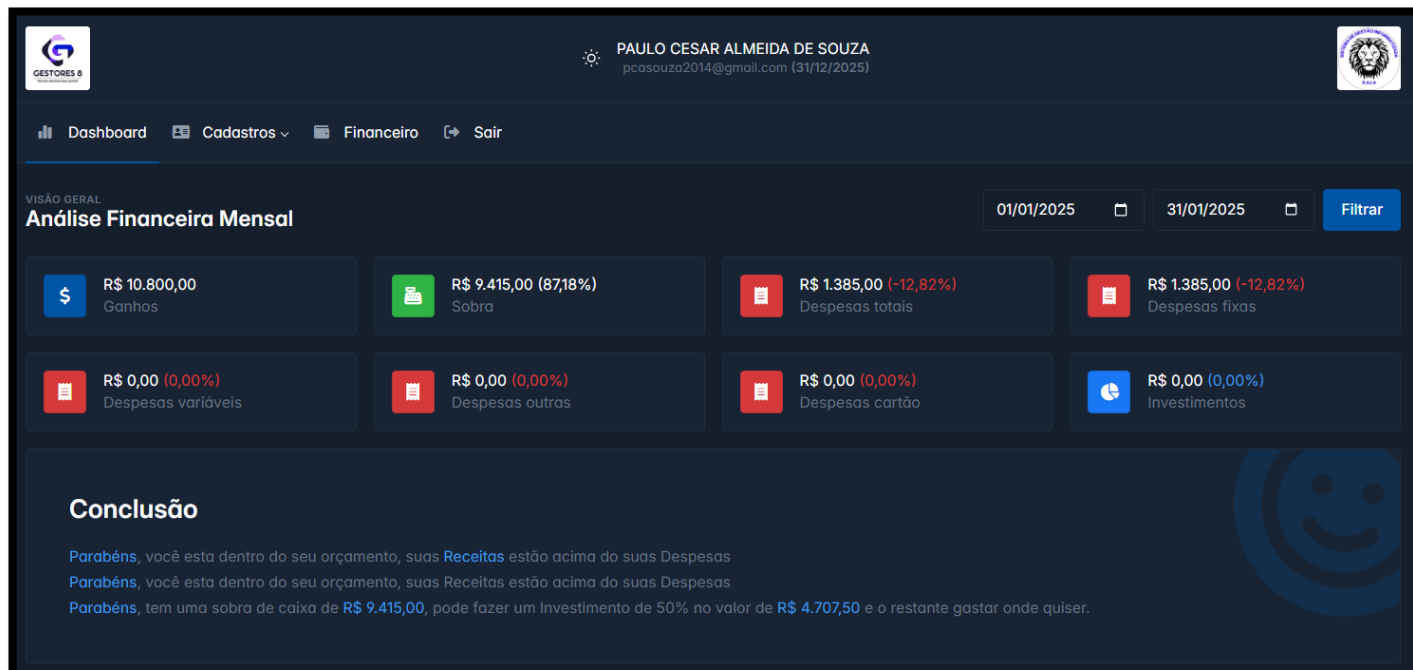 GESTORES 8
PAULO CESAR ALMEIDA DE SOUZA
pcasouza2014@gmail.com (31/12/2025)
Dashboard
Cadastros
Financeiro
Sair
VISÃO GERAL
Análise Financeira Mensal
01/01/2025
31/01/2025
Filtrar
R$ 10.800,00
Ganhos
R$ 9.415,00 (87,18%)
Sobra
R$ 1.385,00 (-12,82%)
Despesas totais
R$ 1.385,00 (-12,82%)
Despesas fixas
R$ 0,00 (0,00%)
Despesas variáveis
R$ 0,00 (0,00%)
Despesas outras
R$ 0,00 (0,00%)
Despesas cartão
R$ 0,00 (0,00%)
Investimentos
Conclusão
Parabéns, você esta dentro do seu orçamento, suas Receitas estão acima do suas Despesas
Parabéns, você esta dentro do seu orçamento, suas Receitas estão acima do suas Despesas
Parabéns, tem uma sobra de caixa de R$ 9.415,00, pode fazer um Investimento de 50% no valor de R$ 4.707,50 e o restante gastar onde quiser.